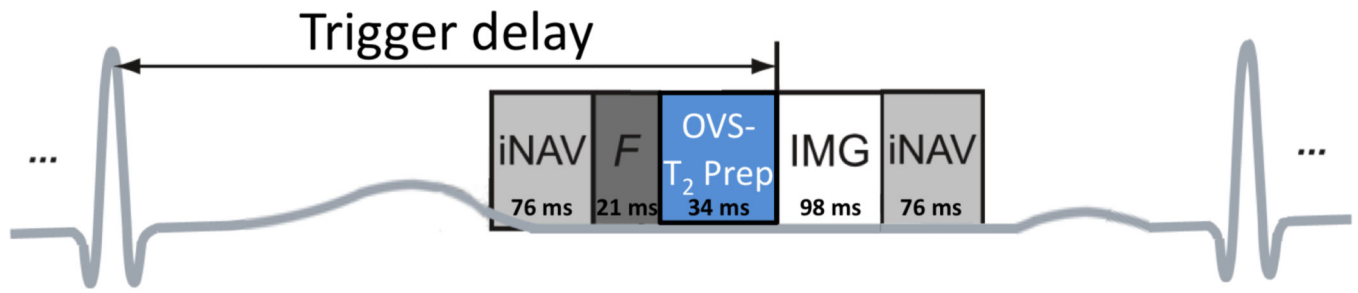 Trigger delay
... iNAV F OVS- IMG iNAV ...
T2 Prep
76 ms 21 ms 34 ms 98 ms 76 ms